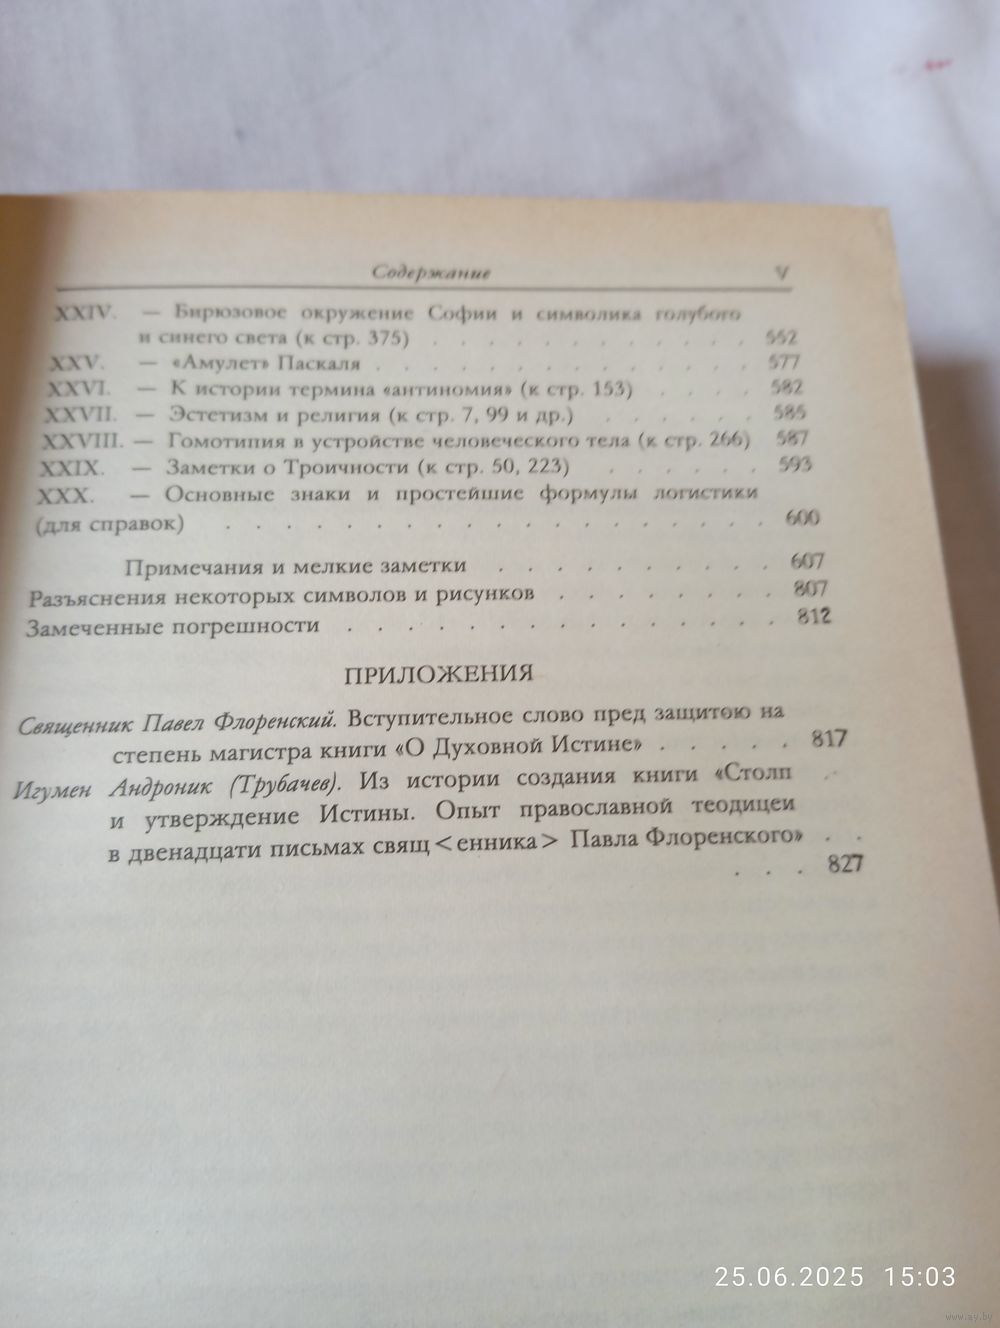 Содержание V
XXIV. — Бирюзовое окружение Софии и символика голубого
и синего света (к стр. 375) . . . . . . . . . . . . 552
XXV. — «Амулет» Паскаля . . . . . . . . . . . . . . 577
XXVI. — К истории термина «антиномия» (к стр. 153) . . . . 582
XXVII. — Эстетизм и религия (к стр. 7, 99 и др.) . . . . . . 585
XXVIII. — Гомотипия в устройстве человеческого тела (к стр. 266) 587
XXIX. — Заметки о Троичности (к стр. 50, 223) . . . . . . 593
XXX. — Основные знаки и простейшие формулы логистики
(для справок) . . . . . . . . . . . . . . . . . . . 600
Примечания и мелкие заметки . . . . . . . . . . 607
Разъяснения некоторых символов и рисунков . . . . . . . . 807
Замеченные погрешности . . . . . . . . . . . . . . . 812
ПРИЛОЖЕНИЯ
Священник Павел Флоренский. Вступительное слово пред защитою на
степень магистра книги «О Духовной Истине» . . . . . 817
Игумен Андроник (Трубачев). Из истории создания книги «Столп
и утверждение Истины. Опыт православной теодицеи
в двенадцати письмах свящ<енника> Павла Флоренского» . .
. . . 827
25.06.2025 15:03
www.ay.by